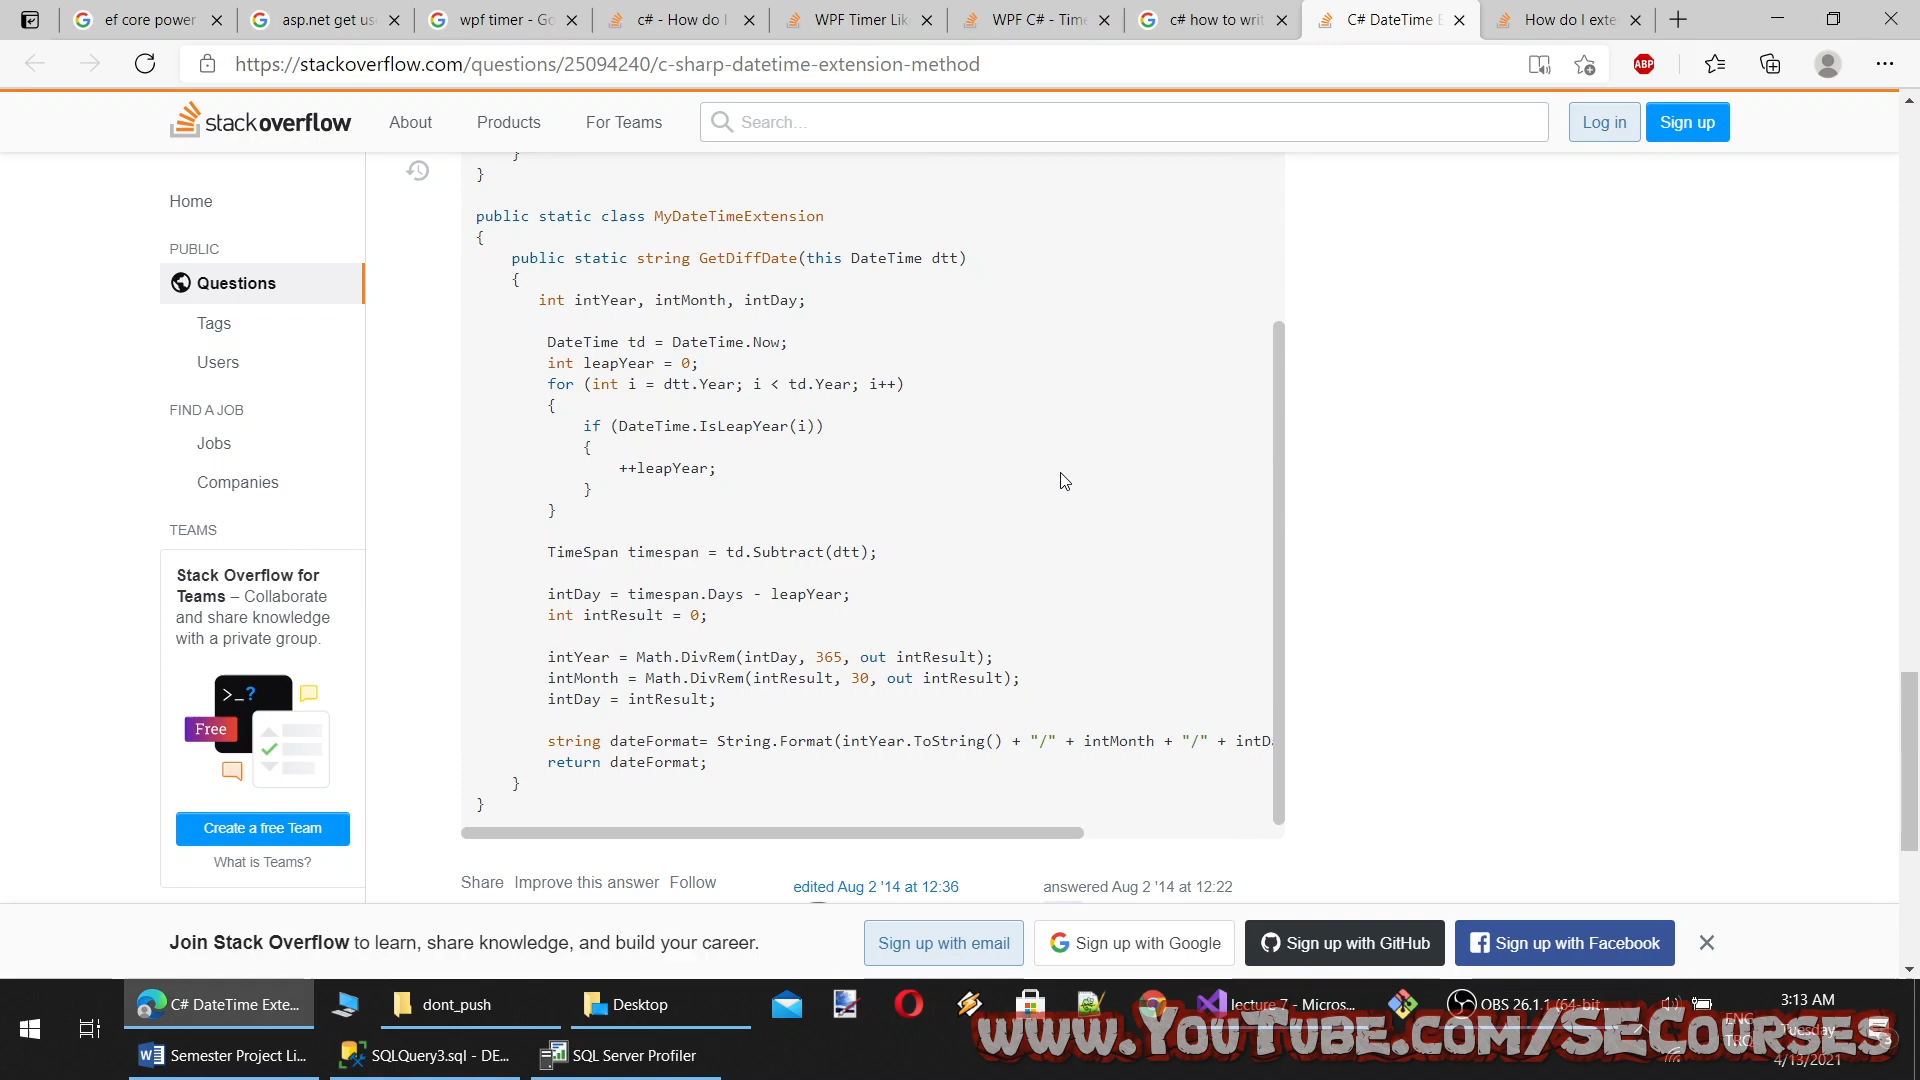 ef core power
asp.net get us
wpf timer - Go
c# - How do I
WPF Timer Lik
WPF C# - Time
c# how to writ
C# DateTime E
How do I exte
https://stackoverflow.com/questions/25094240/c-sharp-datetime-extension-method
ABP
stackoverflow
About
Products
For Teams
Search...
Log in
Sign up
Home
PUBLIC
Questions
Tags
Users
FIND A JOB
Jobs
Companies
TEAMS
Stack Overflow for
Teams – Collaborate
and share knowledge
with a private group.
>_?
Free
Create a free Team
What is Teams?
}
}
public static class MyDateTimeExtension
{
public static string GetDiffDate(this DateTime dtt)
{
int intYear, intMonth, intDay;
DateTime td = DateTime.Now;
int leapYear = 0;
for (int i = dtt.Year; i < td.Year; i++)
{
if (DateTime.IsLeapYear(i))
{
++leapYear;
}
}
TimeSpan timespan = td.Subtract(dtt);
intDay = timespan.Days - leapYear;
int intResult = 0;
intYear = Math.DivRem(intDay, 365, out intResult);
intMonth = Math.DivRem(intResult, 30, out intResult);
intDay = intResult;
string dateFormat= String.Format(intYear.ToString() + "/" + intMonth + "/" + intD
return dateFormat;
}
}
Share Improve this answer Follow
edited Aug 2 '14 at 12:36
answered Aug 2 '14 at 12:22
Join Stack Overflow to learn, share knowledge, and build your career.
Sign up with email
Sign up with Google
Sign up with GitHub
Sign up with Facebook
C# DateTime Exte...
dont_push
Desktop
lecture 7 - Micros...
OBS 26.1.1 (64-bit...
3:13 AM
Semester Project Li...
SQLQuery3.sql - DE...
SQL Server Profiler
ENG
TRQ
Tuesday
4/13/2021
3
www.YouTube.com/SECourses